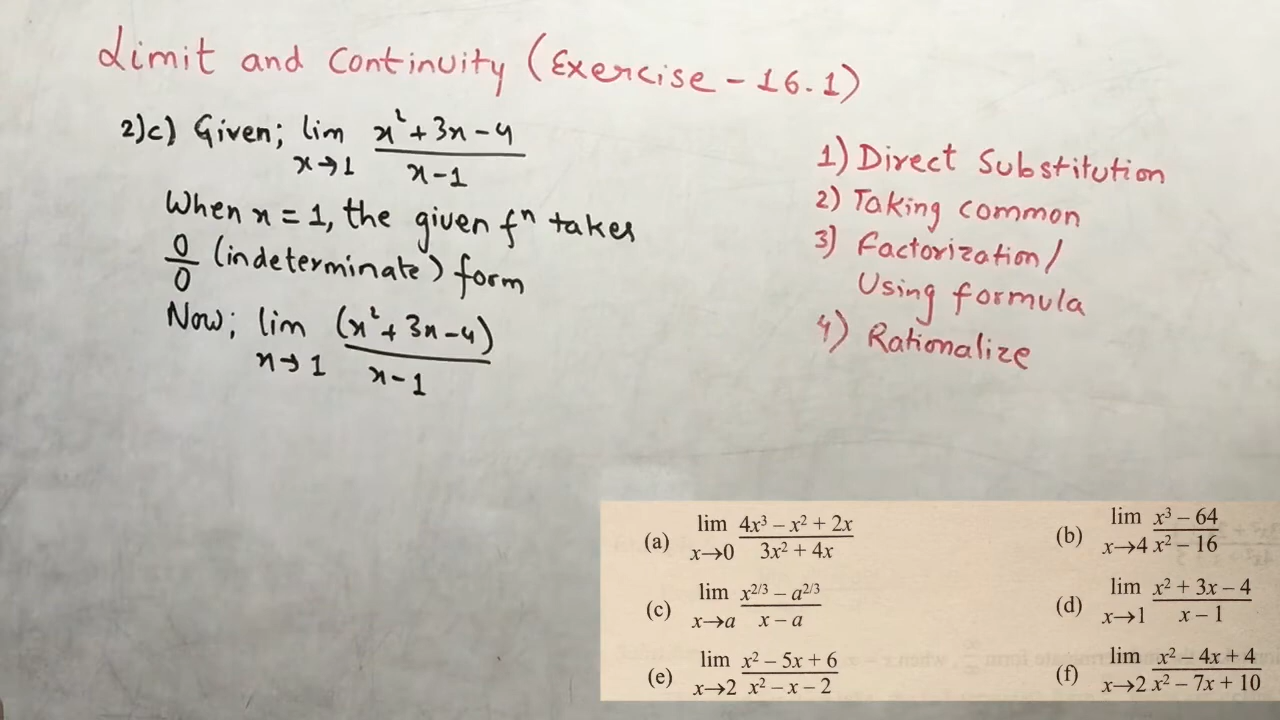 Limit and Continuity (Exercise - 16.1)
2)c) Given; lim x→1 (x² + 3x - 4)/(x - 1)
When x = 1, the given fⁿ takes
0/0 (indeterminate) form
Now; lim x→1 (x² + 3x - 4)/(x - 1)
1) Direct Substitution
2) Taking common
3) Factorization/
Using formula
4) Rationalize
(a) lim x→0 (4x³ – x² + 2x)/(3x² + 4x)
(b) lim x→4 (x³ – 64)/(x² – 16)
(c) lim x→a (x^2/3 – a^2/3)/(x – a)
(d) lim x→1 (x² + 3x – 4)/(x – 1)
(e) lim x→2 (x² – 5x + 6)/(x² – x – 2)
(f) lim x→2 (x² – 4x + 4)/(x² – 7x + 10)